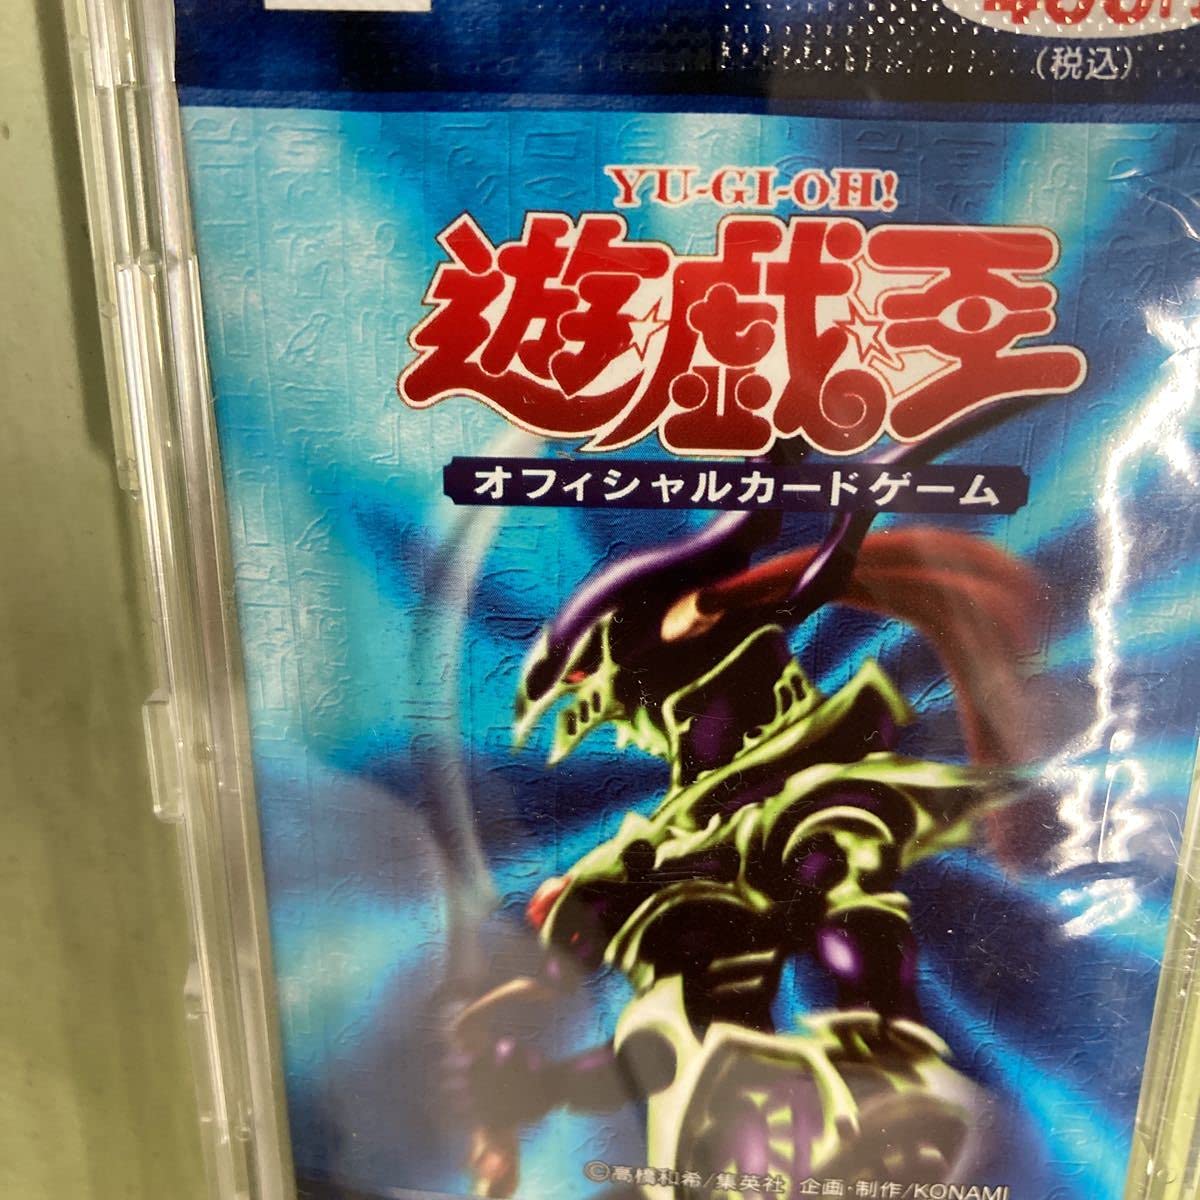 (税込)
YU-GI-OH!
遊☆戯☆王
オフィシャルカードゲーム
©高橋和希/集英社 企画・制作/KONAMI